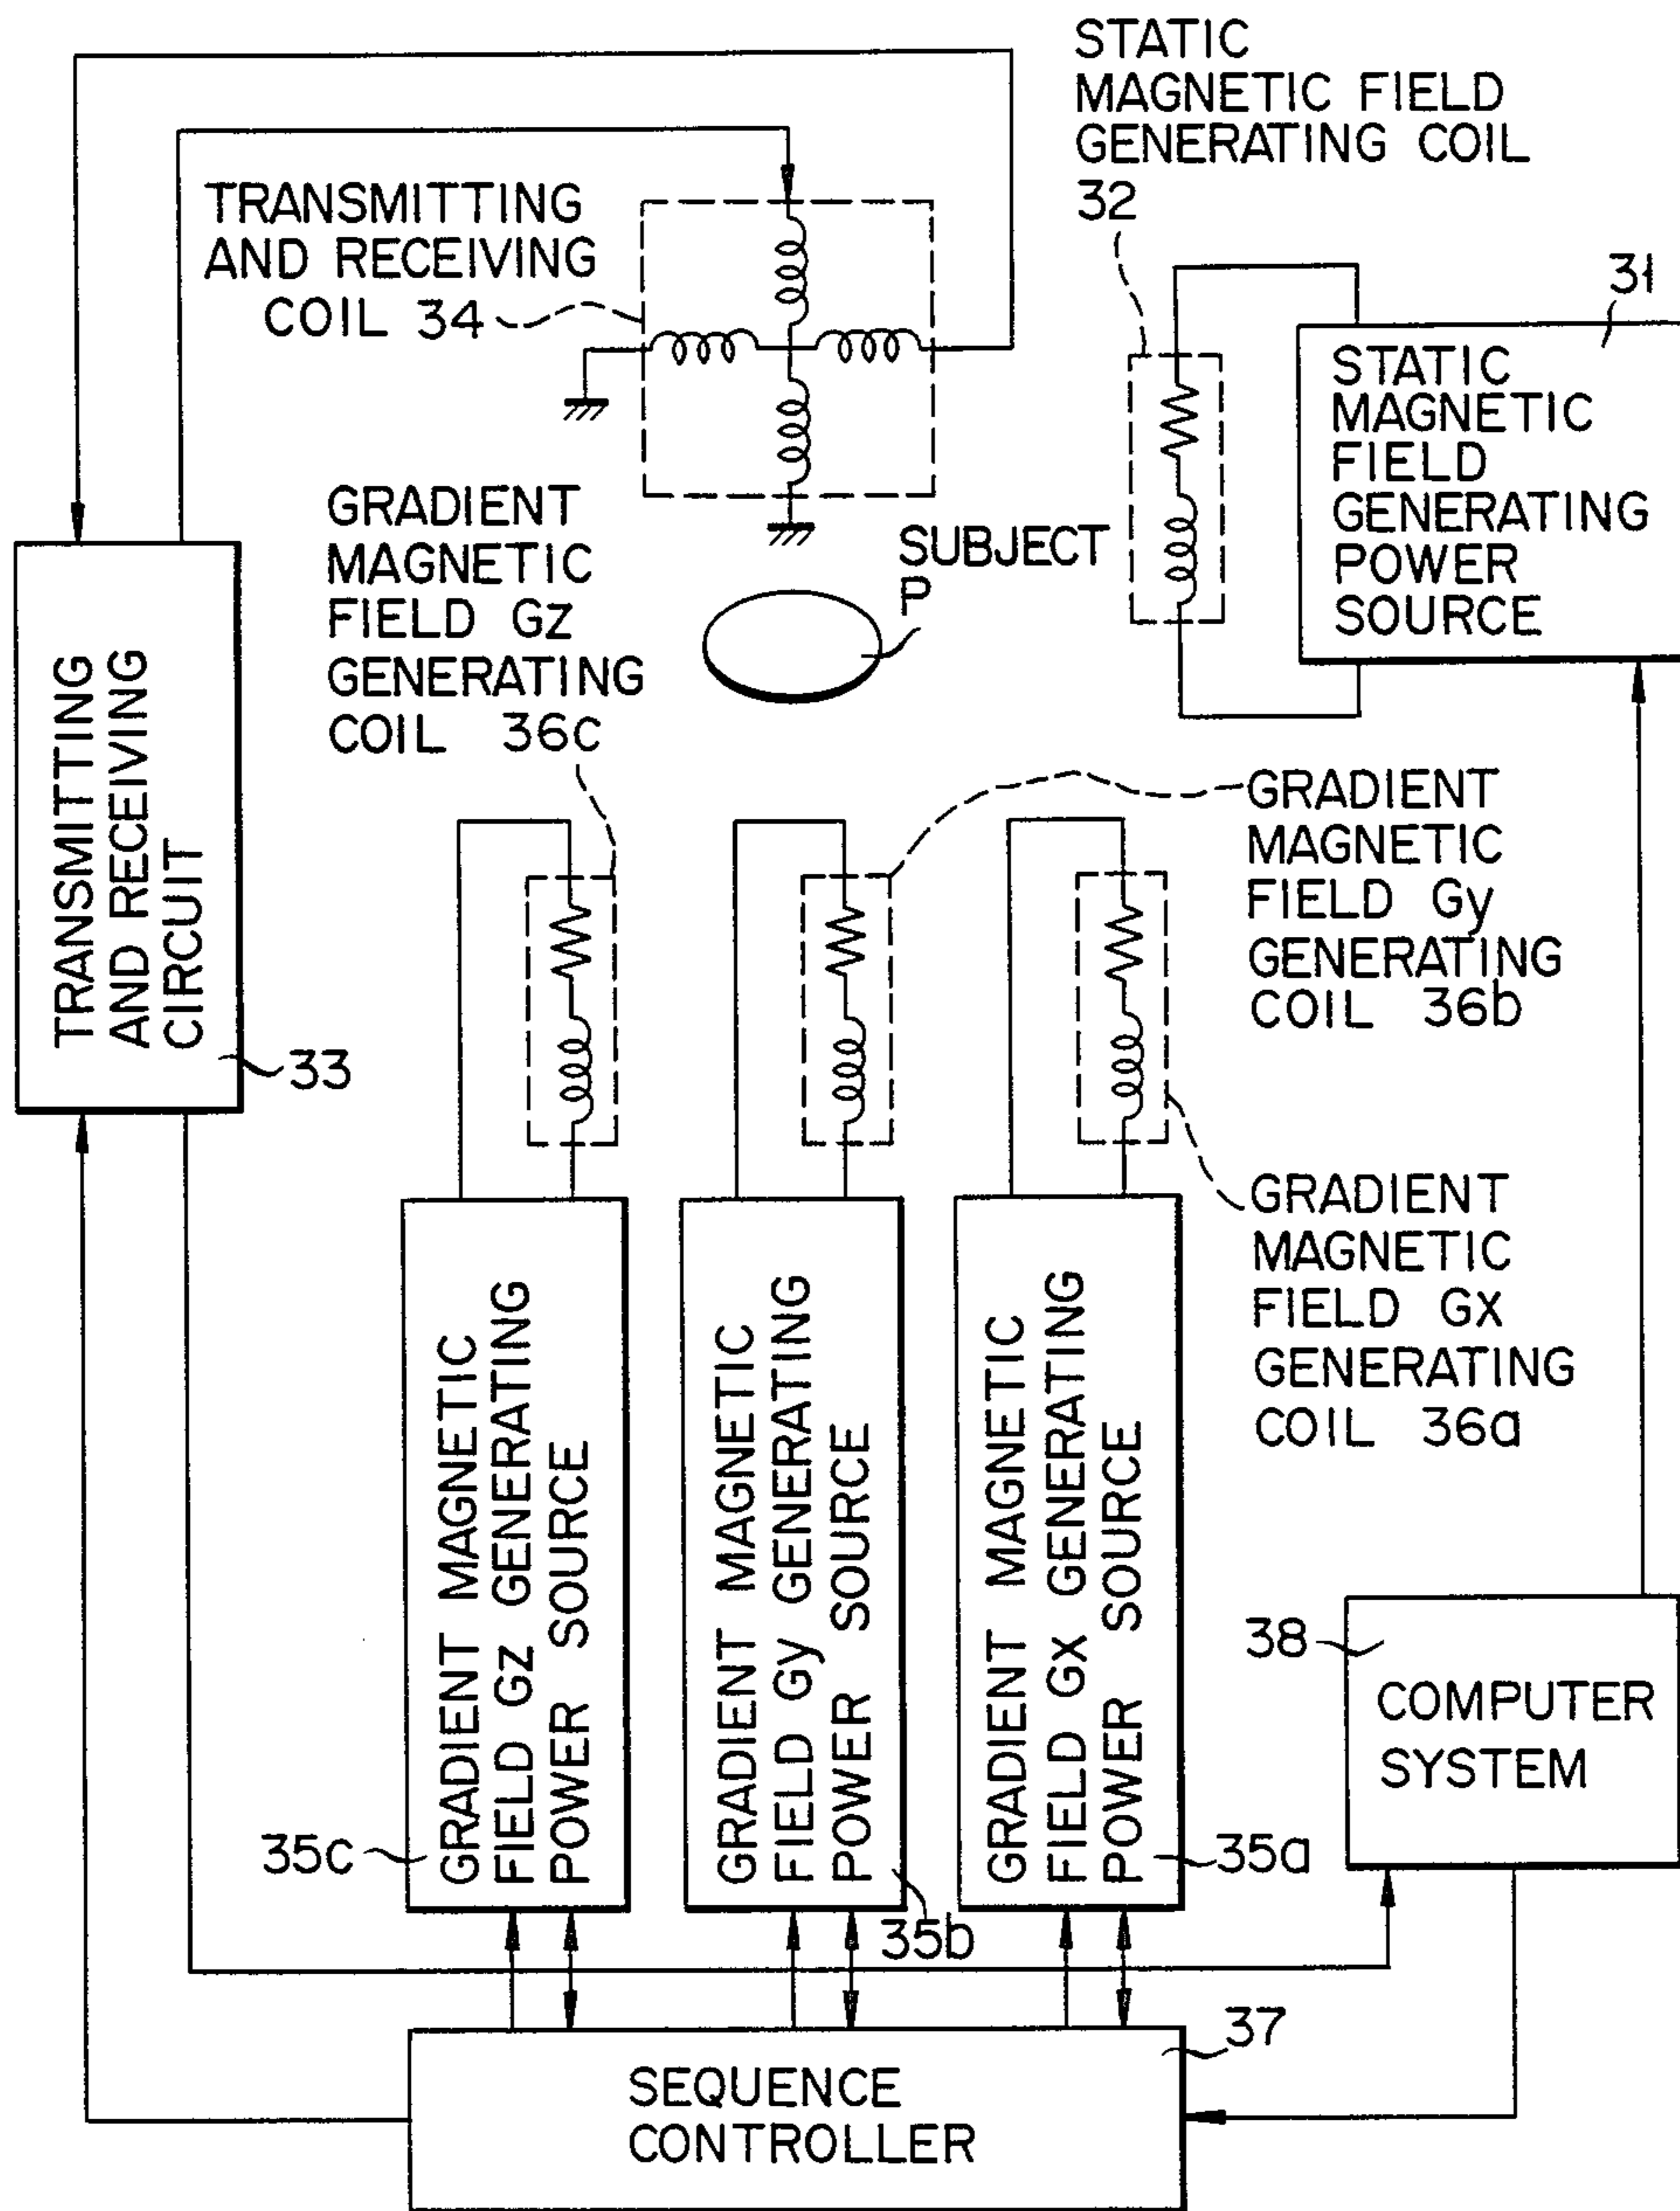 STATIC
MAGNETIC FIELD
GENERATING COIL
32
TRANSMITTING
AND RECEIVING
COIL 34
31
STATIC
MAGNETIC
FIELD
GENERATING
POWER
SOURCE
GRADIENT
MAGNETIC
FIELD Gz
GENERATING
COIL 36c
SUBJECT
P
TRANSMITTING
AND RECEIVING
CIRCUIT
33
GRADIENT
MAGNETIC
FIELD Gy
GENERATING
COIL 36b
GRADIENT
MAGNETIC
FIELD Gx
GENERATING
COIL 36a
GRADIENT MAGNETIC
FIELD Gz GENERATING
POWER SOURCE
35c
GRADIENT MAGNETIC
FIELD Gy GENERATING
POWER SOURCE
35b
GRADIENT MAGNETIC
FIELD Gx GENERATING
POWER SOURCE
35a
38
COMPUTER
SYSTEM
37
SEQUENCE
CONTROLLER